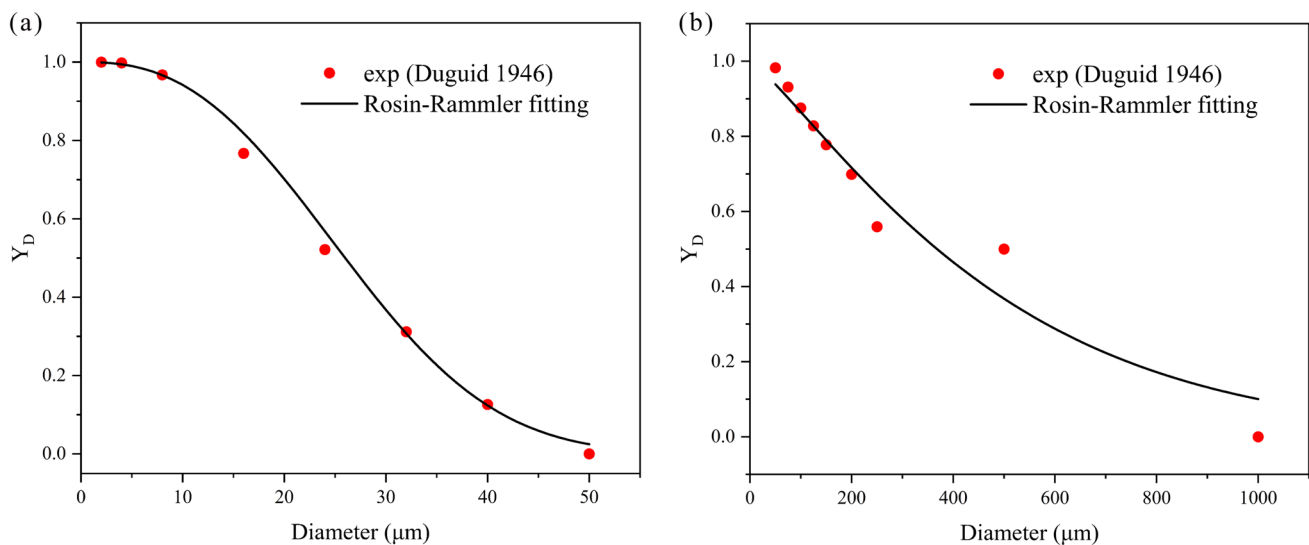 (a)
exp (Duguid 1946)
Rosin-Rammler fitting
Y_D
1.0
0.8
0.6
0.4
0.2
0.0
0 10 20 30 40 50
Diameter (μm)
(b)
exp (Duguid 1946)
Rosin-Rammler fitting
Y_D
1.0
0.8
0.6
0.4
0.2
0.0
0 200 400 600 800 1000
Diameter (μm)